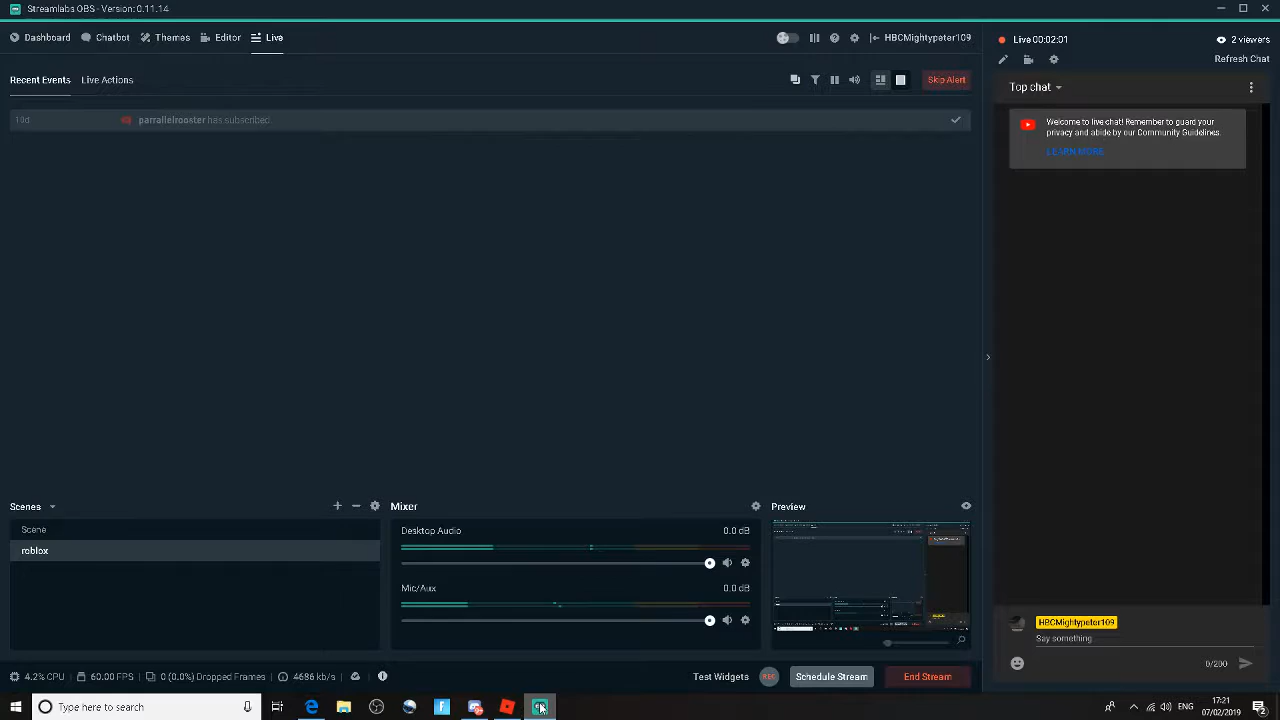 Streamlabs OBS - Version: 0.11.14
Dashboard Chatbot Themes Editor Live
HBCMightypeter109
Recent Events Live Actions
Skip Alert
19d parrallelrooster has subscribed.
Live 00:02:01 2 viewers
Refresh Chat
Top chat
Welcome to live chat! Remember to guard your
privacy and abide by our Community Guidelines.
LEARN MORE
Scenes
Scene
roblox
Mixer
Desktop Audio 0.0 dB
Mic/Aux 0.0 dB
Preview
HBCMightypeter109
Say something
0/200
4.2% CPU 60.00 FPS 0 (0.0%) Dropped Frames 4686 kb/s
Test Widgets REC Schedule Stream End Stream
Type here to search
ENG
17:21
07/02/2019
2